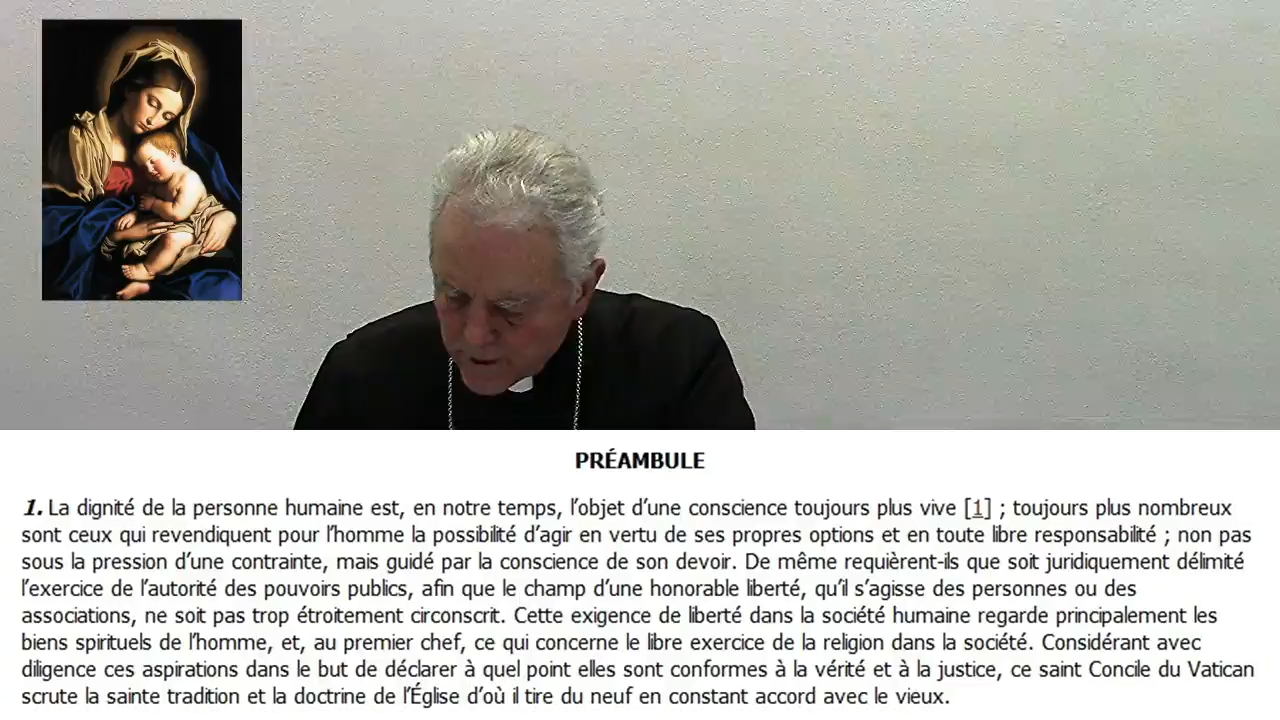 PRÉAMBULE
1. La dignité de la personne humaine est, en notre temps, l’objet d’une conscience toujours plus vive [1] ; toujours plus nombreux
sont ceux qui revendiquent pour l’homme la possibilité d’agir en vertu de ses propres options et en toute libre responsabilité ; non pas
sous la pression d’une contrainte, mais guidé par la conscience de son devoir. De même requièrent-ils que soit juridiquement délimité
l’exercice de l’autorité des pouvoirs publics, afin que le champ d’une honorable liberté, qu’il s’agisse des personnes ou des
associations, ne soit pas trop étroitement circonscrit. Cette exigence de liberté dans la société humaine regarde principalement les
biens spirituels de l’homme, et, au premier chef, ce qui concerne le libre exercice de la religion dans la société. Considérant avec
diligence ces aspirations dans le but de déclarer à quel point elles sont conformes à la vérité et à la justice, ce saint Concile du Vatican
scrute la sainte tradition et la doctrine de l’Église d’où il tire du neuf en constant accord avec le vieux.